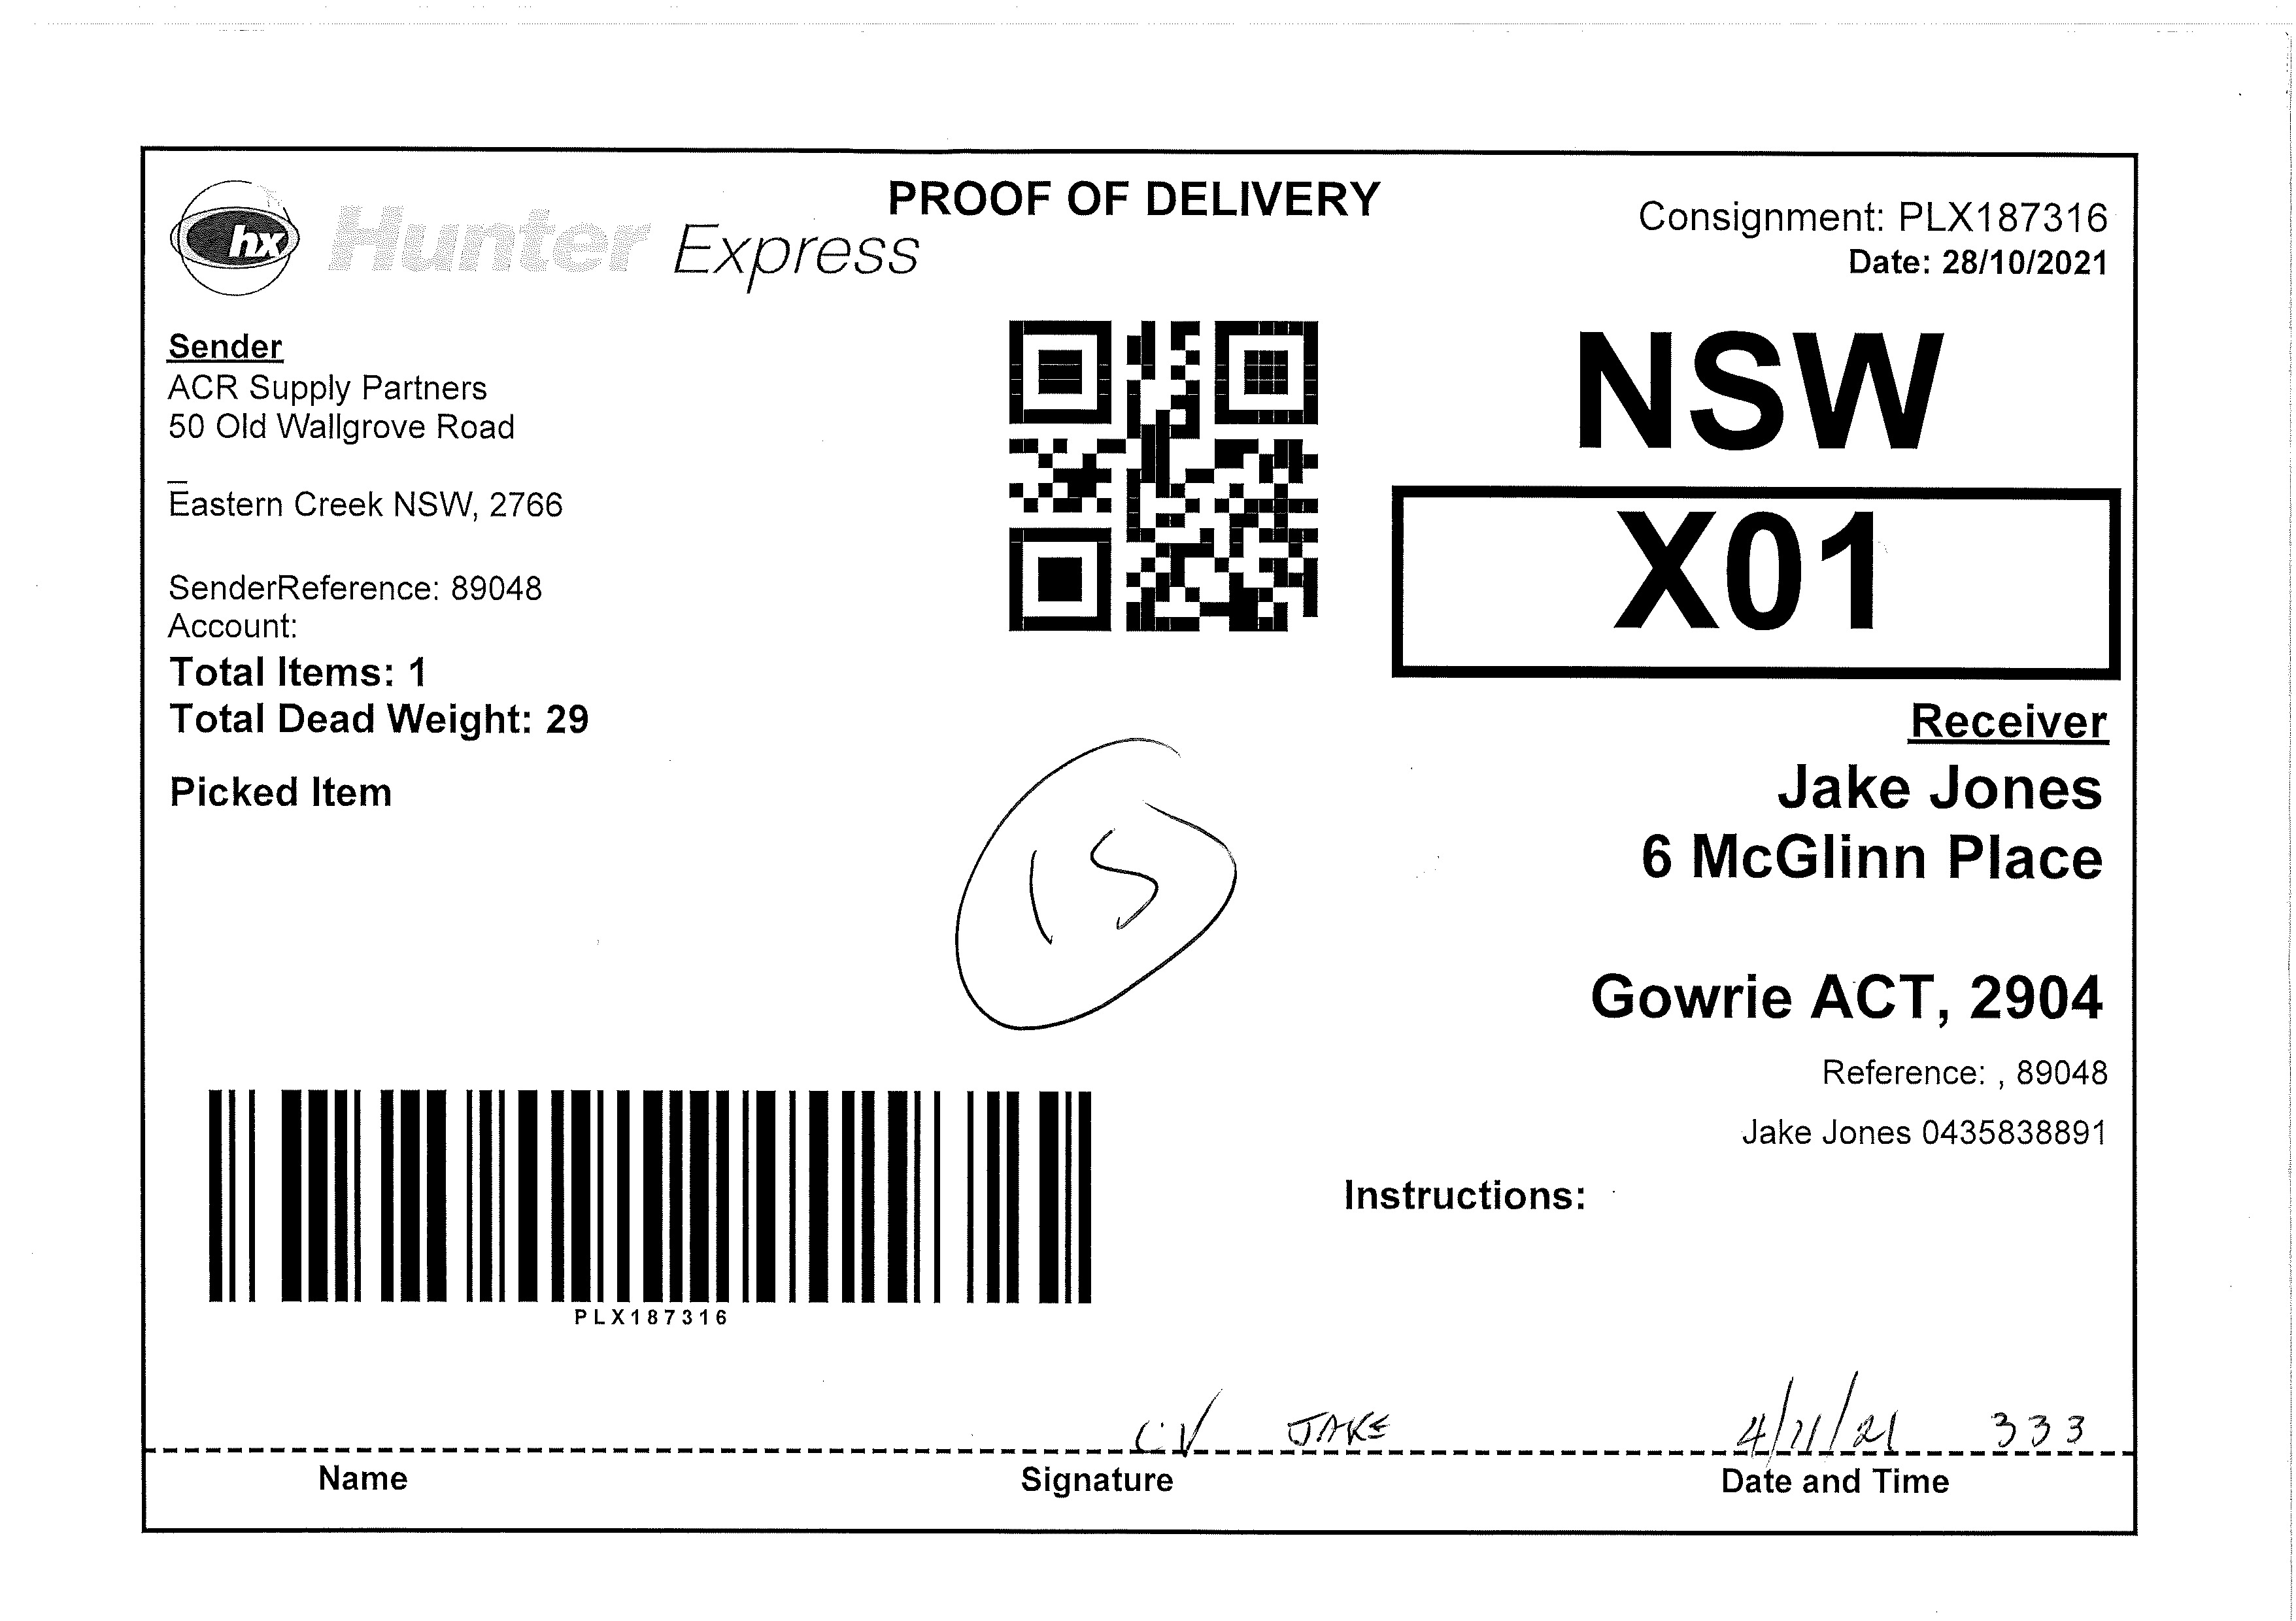 PROOF OF DELIVERY
hx Hunter Express
Consignment: PLX187316
Date: 28/10/2021
Sender
ACR Supply Partners
50 Old Wallgrove Road
Eastern Creek NSW, 2766
SenderReference: 89048
Account:
Total Items: 1
Total Dead Weight: 29
Picked Item
NSW
X01
15
Receiver
Jake Jones
6 McGlinn Place
Gowrie ACT, 2904
Reference: , 89048
Jake Jones 0435838891
Instructions:
PLX187316
CV JAKE 4/11/21 333
Name Signature Date and Time